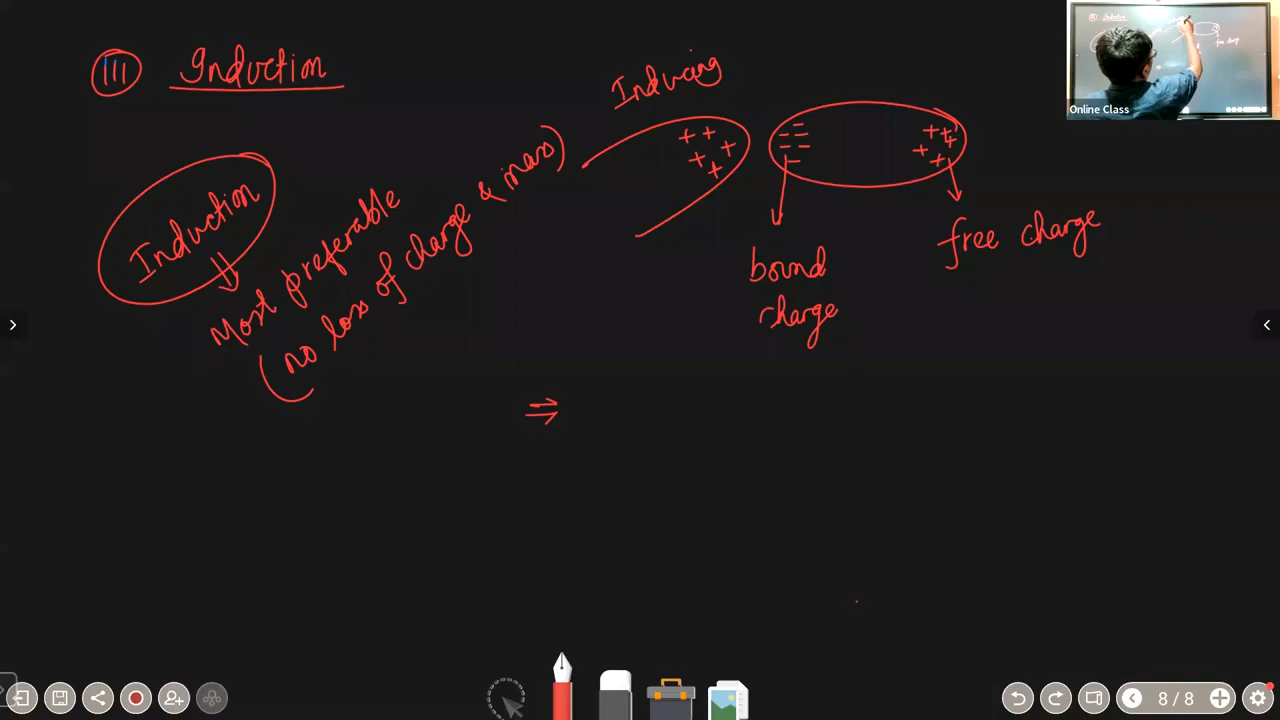 III Induction
Inducing
+ + + + +
– – – – –
+ + + + +
Induction
Most preferable
(no loss of charge & mass)
bound
charge
free charge
⇒
Online Class
8/8